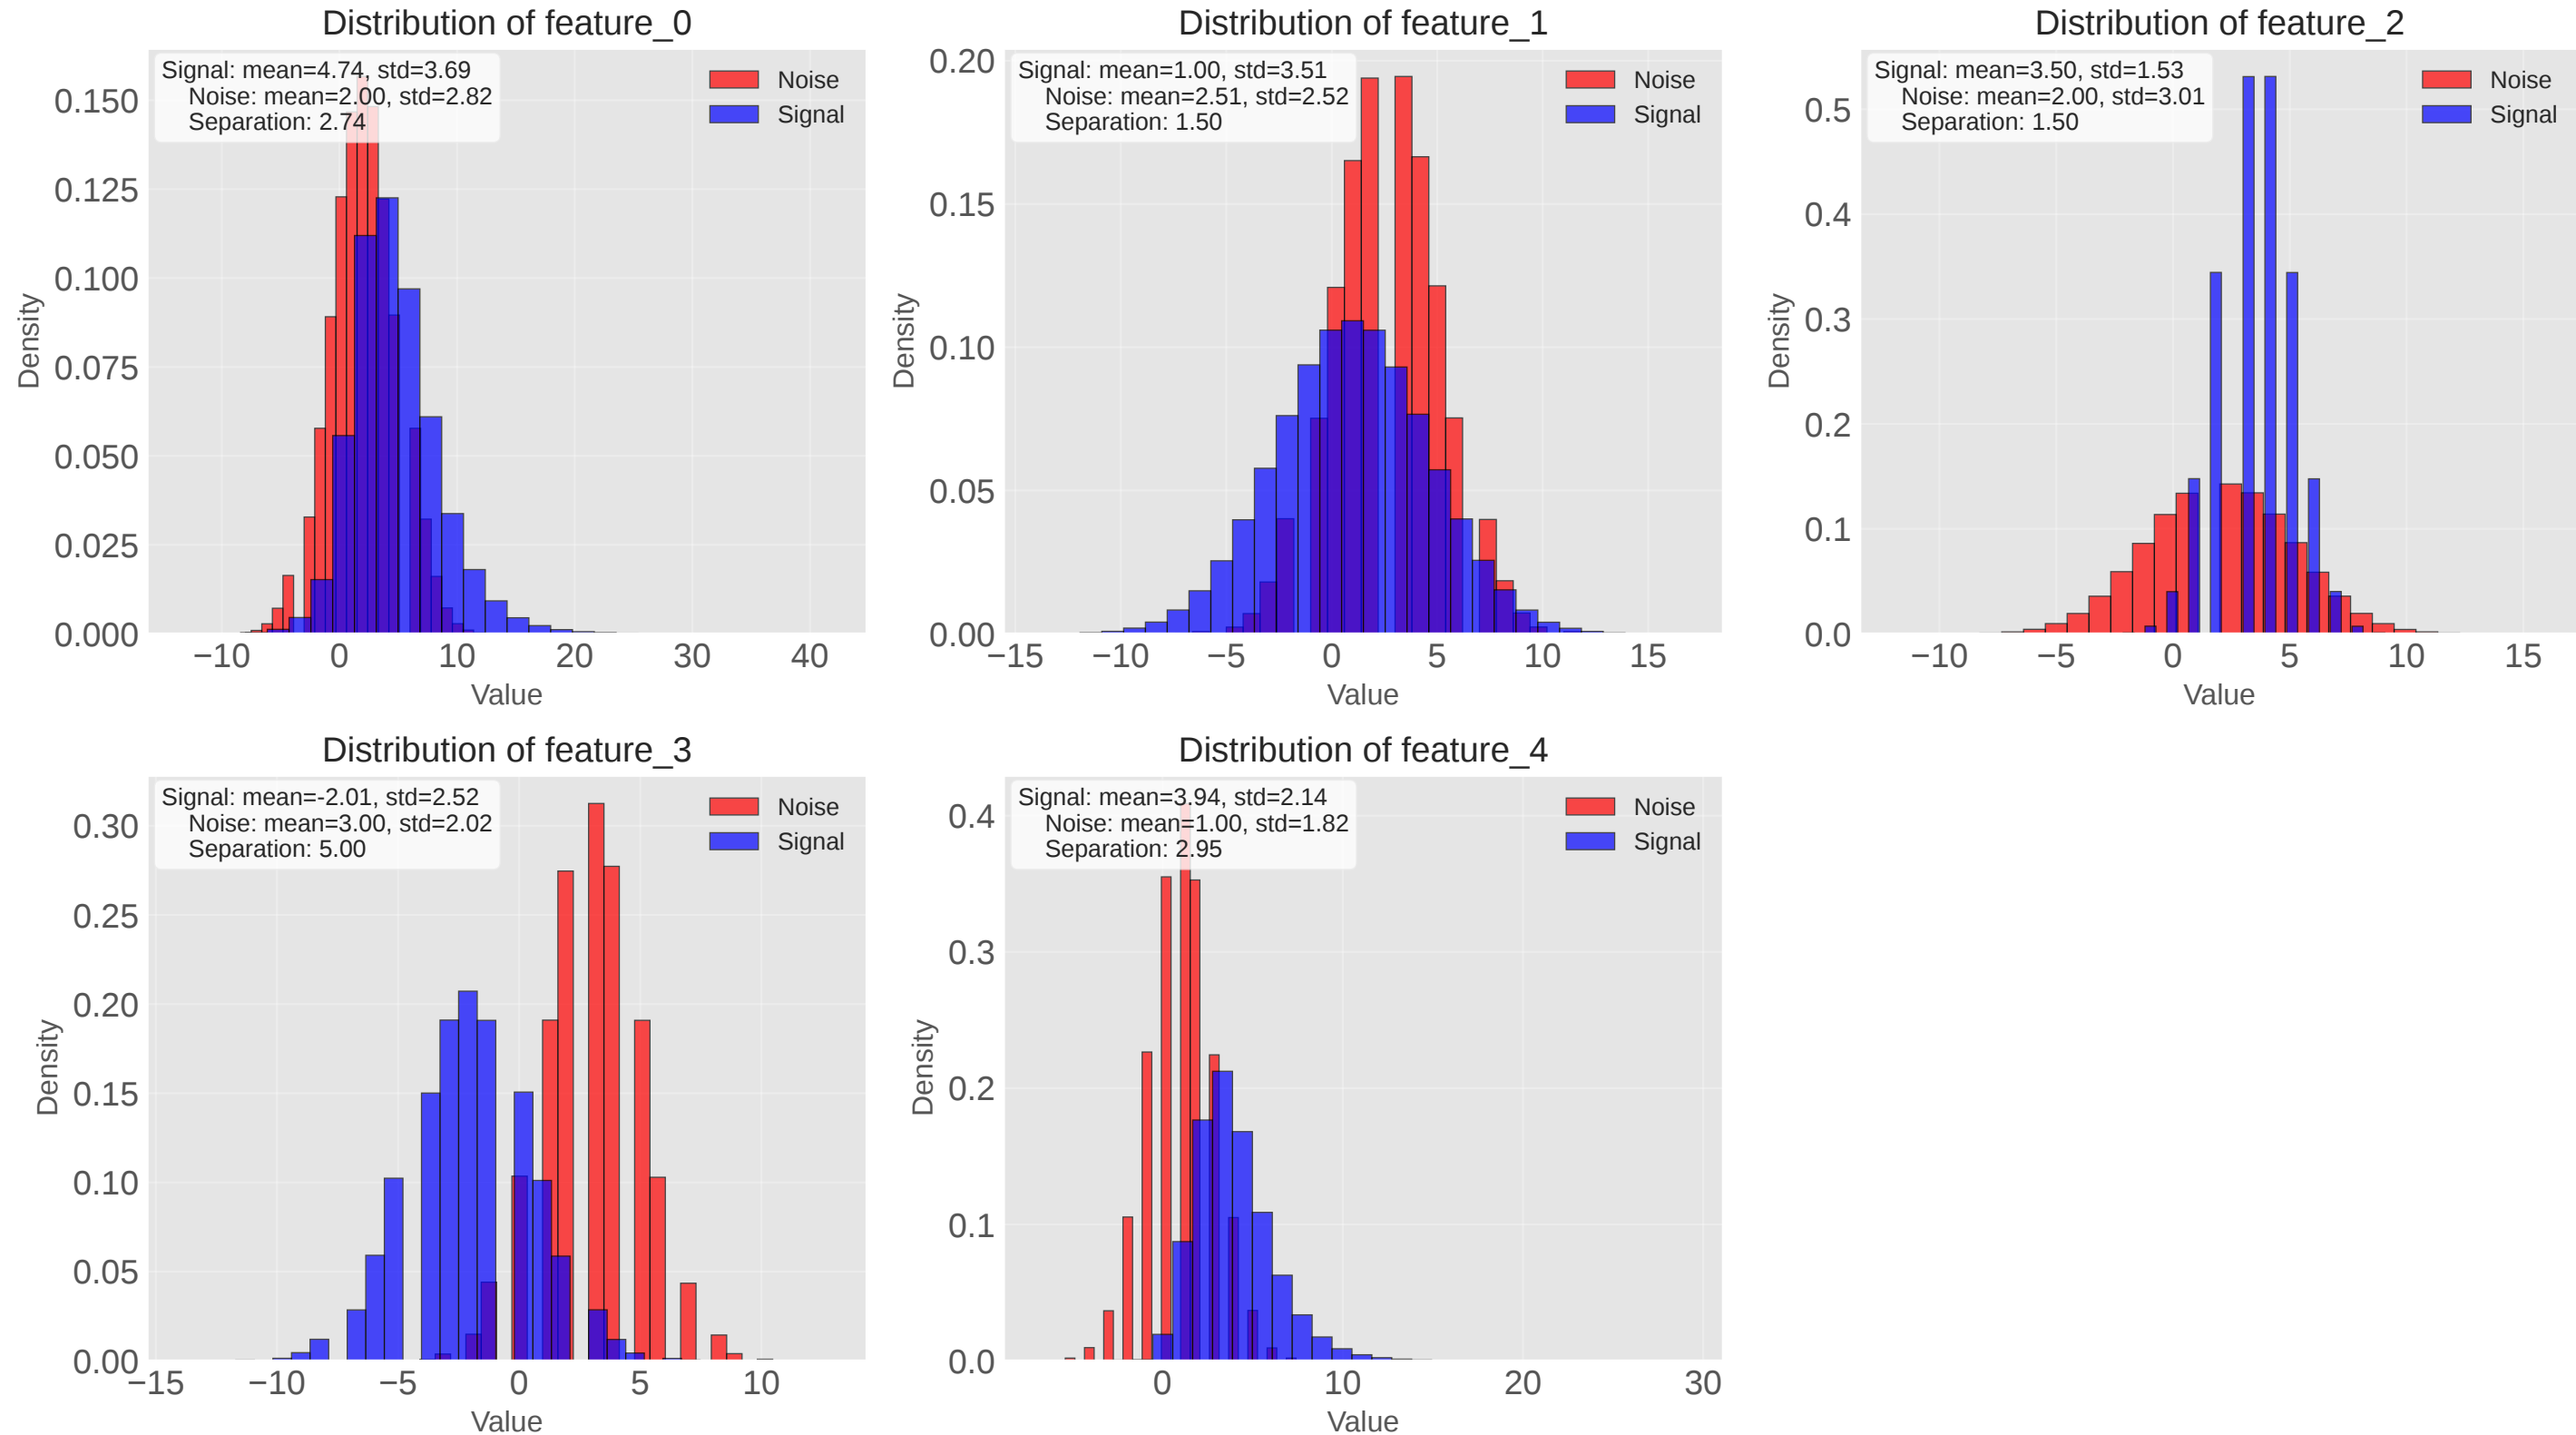 Distribution of feature_0
Signal: mean=4.74, std=3.69
Noise: mean=2.00, std=2.82
Separation: 2.74
Noise
Signal
0.150
0.125
0.100
0.075
0.050
0.025
0.000
Density
−10 0 10 20 30 40
Value
Distribution of feature_1
Signal: mean=1.00, std=3.51
Noise: mean=2.51, std=2.52
Separation: 1.50
Noise
Signal
0.20
0.15
0.10
0.05
0.00
Density
−15 −10 −5 0 5 10 15
Value
Distribution of feature_2
Signal: mean=3.50, std=1.53
Noise: mean=2.00, std=3.01
Separation: 1.50
Noise
Signal
0.5
0.4
0.3
0.2
0.1
0.0
Density
−10 −5 0 5 10 15
Value
Distribution of feature_3
Signal: mean=-2.01, std=2.52
Noise: mean=3.00, std=2.02
Separation: 5.00
Noise
Signal
0.30
0.25
0.20
0.15
0.10
0.05
0.00
Density
−15 −10 −5 0 5 10
Value
Distribution of feature_4
Signal: mean=3.94, std=2.14
Noise: mean=1.00, std=1.82
Separation: 2.95
Noise
Signal
0.4
0.3
0.2
0.1
0.0
Density
0 10 20 30
Value